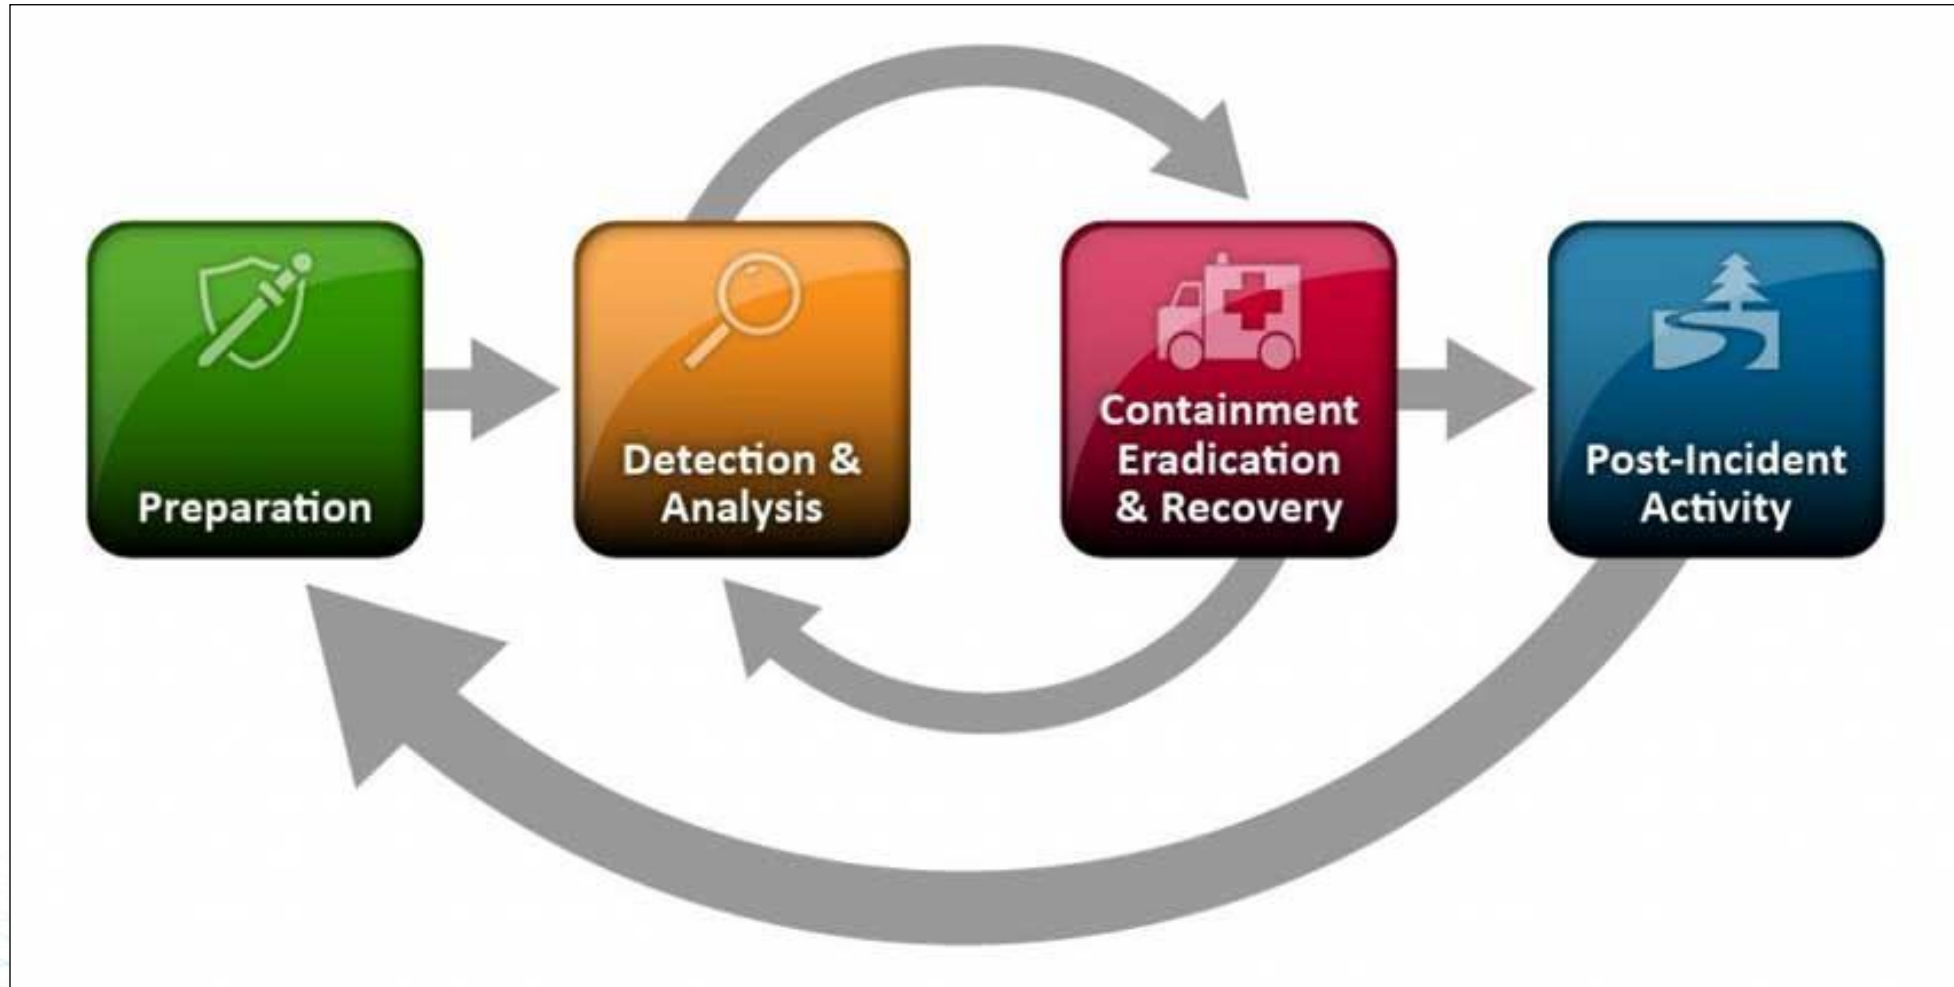 Preparation
Detection &
Analysis
Containment
Eradication
& Recovery
Post-Incident
Activity